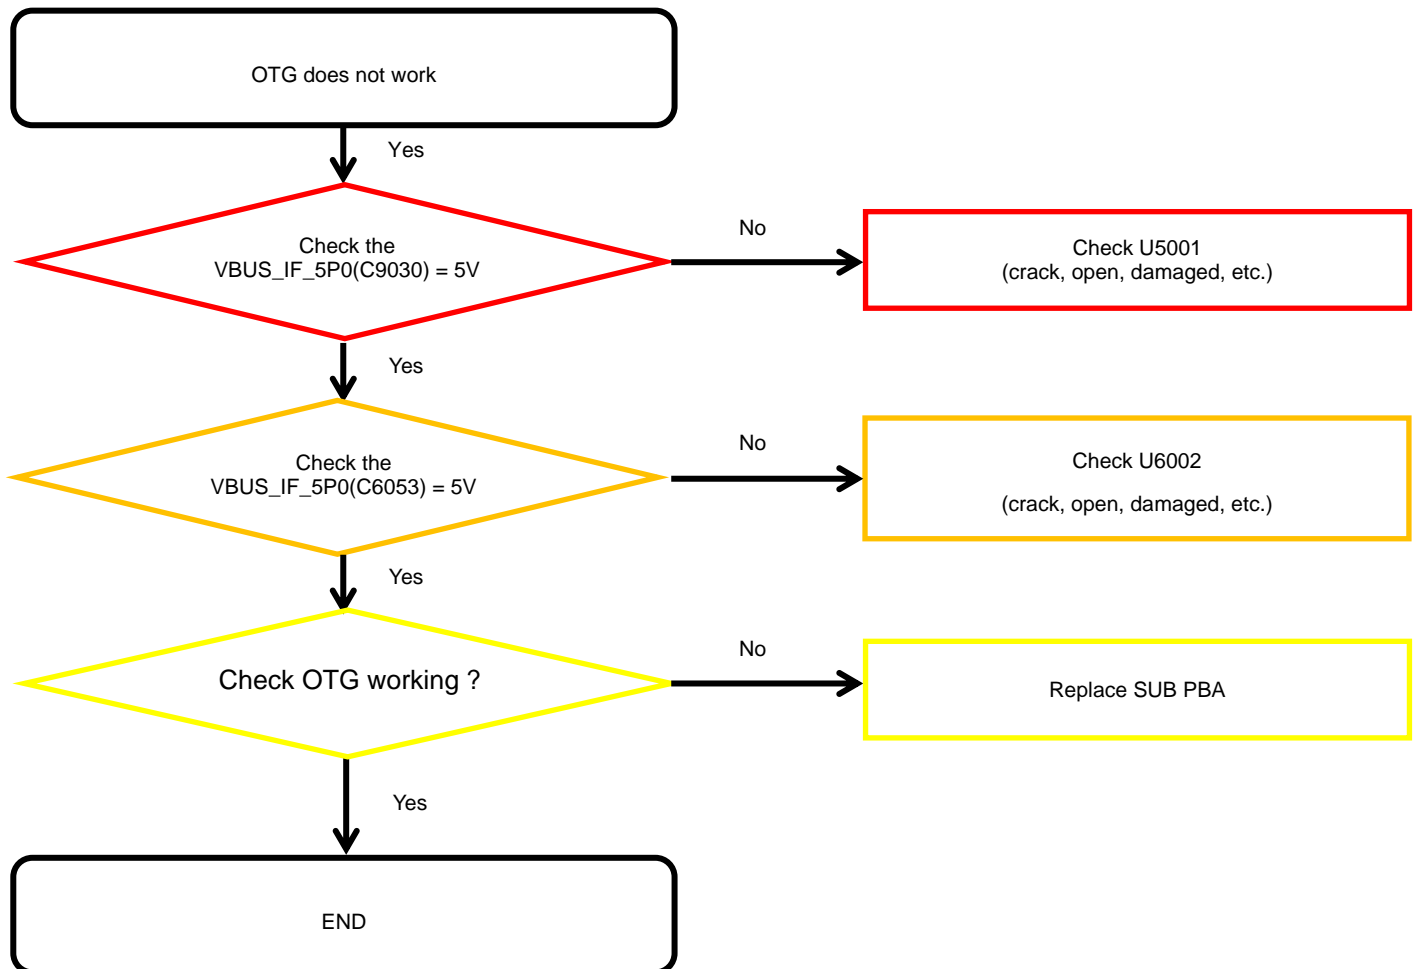 OTG does not work
Yes
Check the
VBUS_IF_5P0(C9030) = 5V
No
Check U5001
(crack, open, damaged, etc.)
Yes
Check the
VBUS_IF_5P0(C6053) = 5V
No
Check U6002
(crack, open, damaged, etc.)
Yes
Check OTG working ?
No
Replace SUB PBA
Yes
END